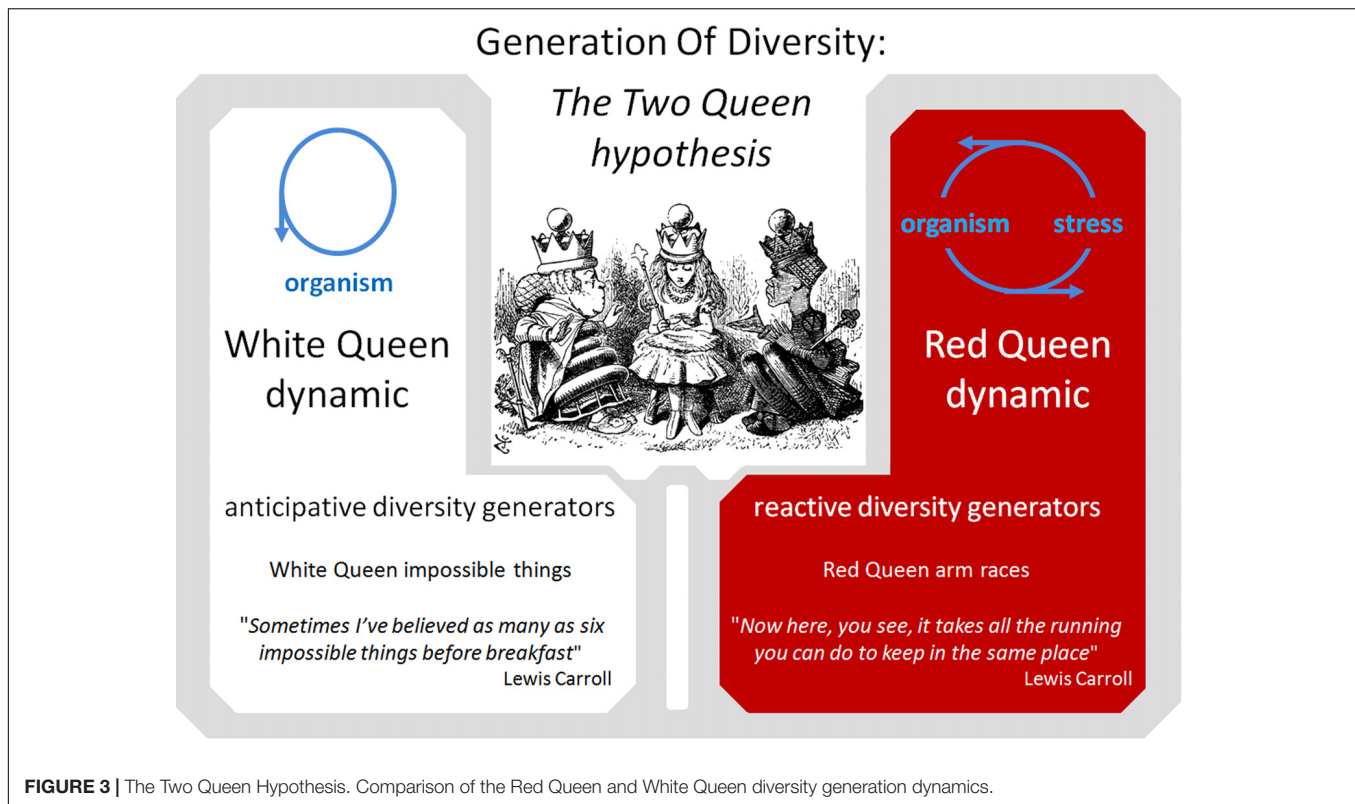 Generation Of Diversity:
The Two Queen
hypothesis
organism
White Queen
dynamic
anticipative diversity generators
White Queen impossible things
"Sometimes I've believed as many as six
impossible things before breakfast"
Lewis Carroll
organism stress
Red Queen
dynamic
reactive diversity generators
Red Queen arm races
"Now here, you see, it takes all the running
you can do to keep in the same place"
Lewis Carroll
FIGURE 3 | The Two Queen Hypothesis. Comparison of the Red Queen and White Queen diversity generation dynamics.